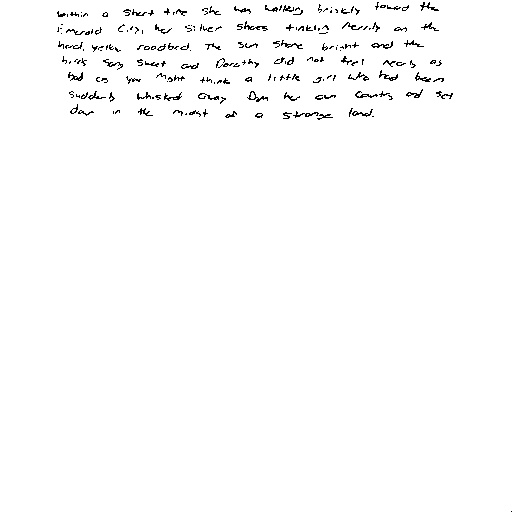 within a short time she was walking briskly toward the
Emerald City, her silver shoes tinkling merrily on the
hard, yellow roadbed. The sun shone bright and the
birds sang sweet and Dorothy did not feel nearly as
bad as you might think a little girl who had been
suddenly whisked away from her own country and set
down in the midst of a strange land.